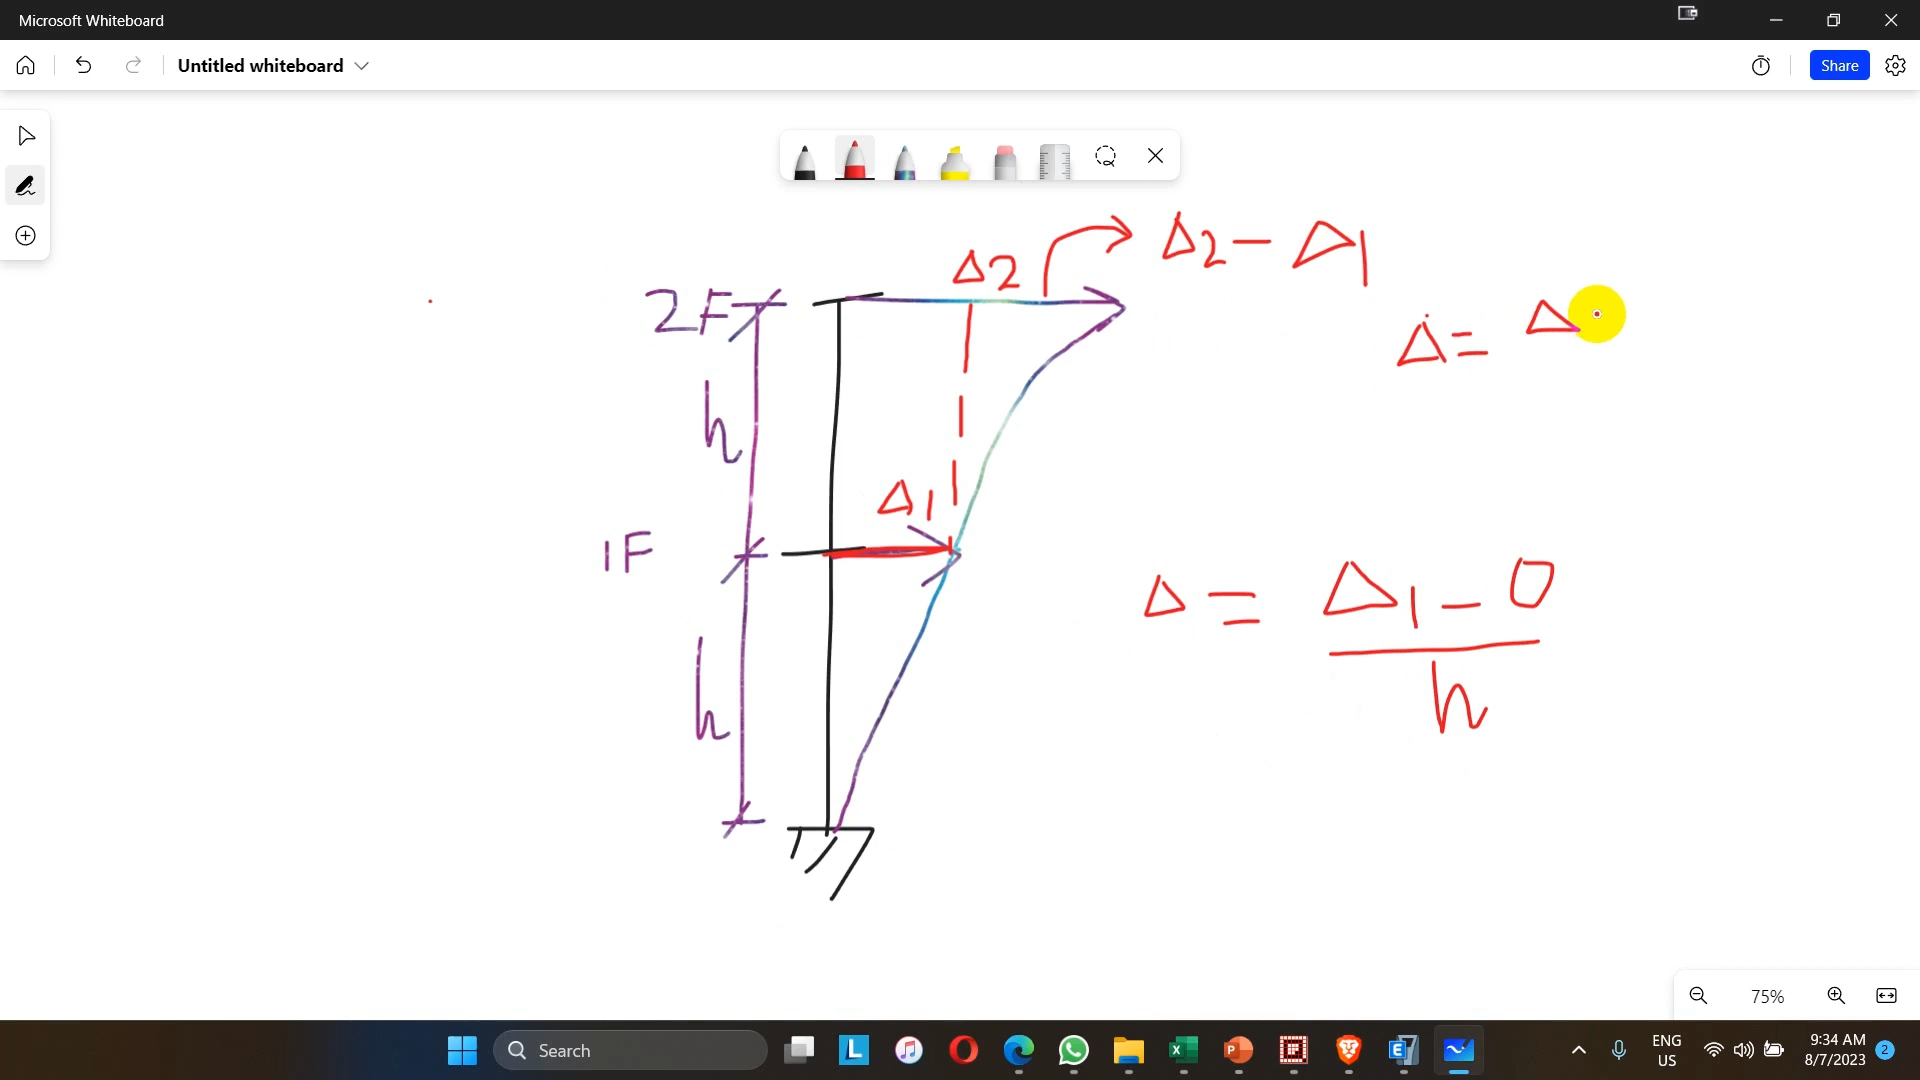 Microsoft Whiteboard
Untitled whiteboard
Share
Δ2 - Δ1
Δ2
2F
Δ = Δ
h
Δ1
1F
Δ = Δ1 - 0
h
h
75%
Search
ENG
US
9:34 AM
8/7/2023
2